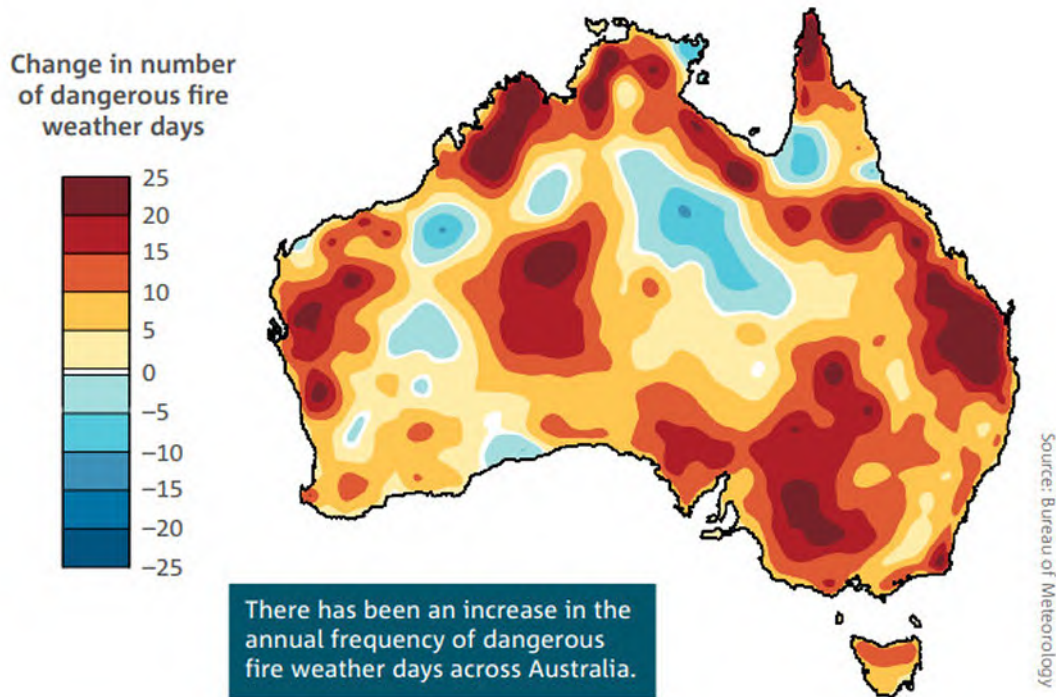 Change in number
of dangerous fire
weather days
25
20
15
10
5
0
−5
−10
−15
−20
−25
There has been an increase in the
annual frequency of dangerous
fire weather days across Australia.
Source: Bureau of Meteorology